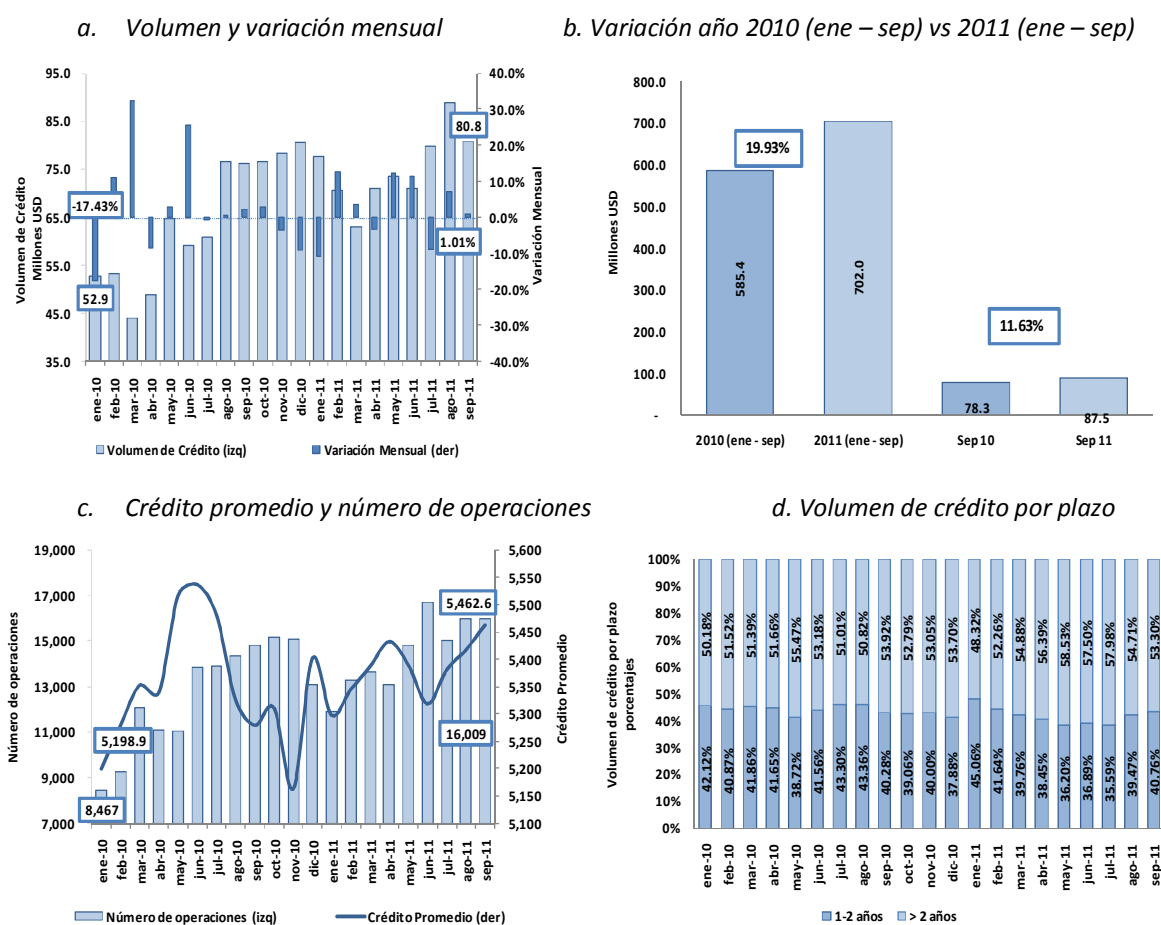 a. Volumen y variación mensual
95.0
85.0
75.0
65.0
55.0
45.0
35.0
Volumen de Crédito
Millones USD
40.0%
30.0%
20.0%
10.0%
0.0%
-10.0%
-20.0%
-30.0%
-40.0%
Variación Mensual
-17.43%
52.9
80.8
1.01%
ene-10
feb-10
mar-10
abr-10
may-10
jun-10
jul-10
ago-10
sep-10
oct-10
nov-10
dic-10
ene-11
feb-11
mar-11
abr-11
may-11
jun-11
jul-11
ago-11
sep-11
Volumen de Crédito (izq)
Variación Mensual (der)
b. Variación año 2010 (ene – sep) vs 2011 (ene – sep)
800.0
700.0
600.0
500.0
400.0
300.0
200.0
100.0
-
Millones USD
19.93%
11.63%
585.4
702.0
78.3
87.5
2010 (ene - sep)
2011 (ene - sep)
Sep 10
Sep 11
c. Crédito promedio y número de operaciones
19,000
17,000
15,000
13,000
11,000
9,000
7,000
Número de operaciones
5,600
5,550
5,500
5,450
5,400
5,350
5,300
5,250
5,200
5,150
5,100
Crédito Promedio
5,198.9
8,467
5,462.6
16,009
ene-10
feb-10
mar-10
abr-10
may-10
jun-10
jul-10
ago-10
sep-10
oct-10
nov-10
dic-10
ene-11
feb-11
mar-11
abr-11
may-11
jun-11
jul-11
ago-11
sep-11
Número de operaciones (izq)
Crédito Promedio (der)
d. Volumen de crédito por plazo
100%
90%
80%
70%
60%
50%
40%
30%
20%
10%
0%
Volumen de crédito por plazo
porcentajes
50.18%
51.52%
51.39%
51.66%
55.47%
53.18%
51.01%
50.82%
53.92%
52.79%
53.05%
53.70%
48.32%
52.26%
54.88%
56.39%
58.53%
57.50%
57.98%
54.71%
53.30%
42.12%
40.87%
41.86%
41.65%
38.72%
41.56%
43.30%
43.36%
40.28%
39.06%
40.00%
37.88%
45.06%
41.64%
39.76%
38.45%
36.20%
36.89%
35.59%
39.47%
40.76%
ene-10
feb-10
mar-10
abr-10
may-10
jun-10
jul-10
ago-10
sep-10
oct-10
nov-10
dic-10
ene-11
feb-11
mar-11
abr-11
may-11
jun-11
jul-11
ago-11
sep-11
1-2 años
> 2 años